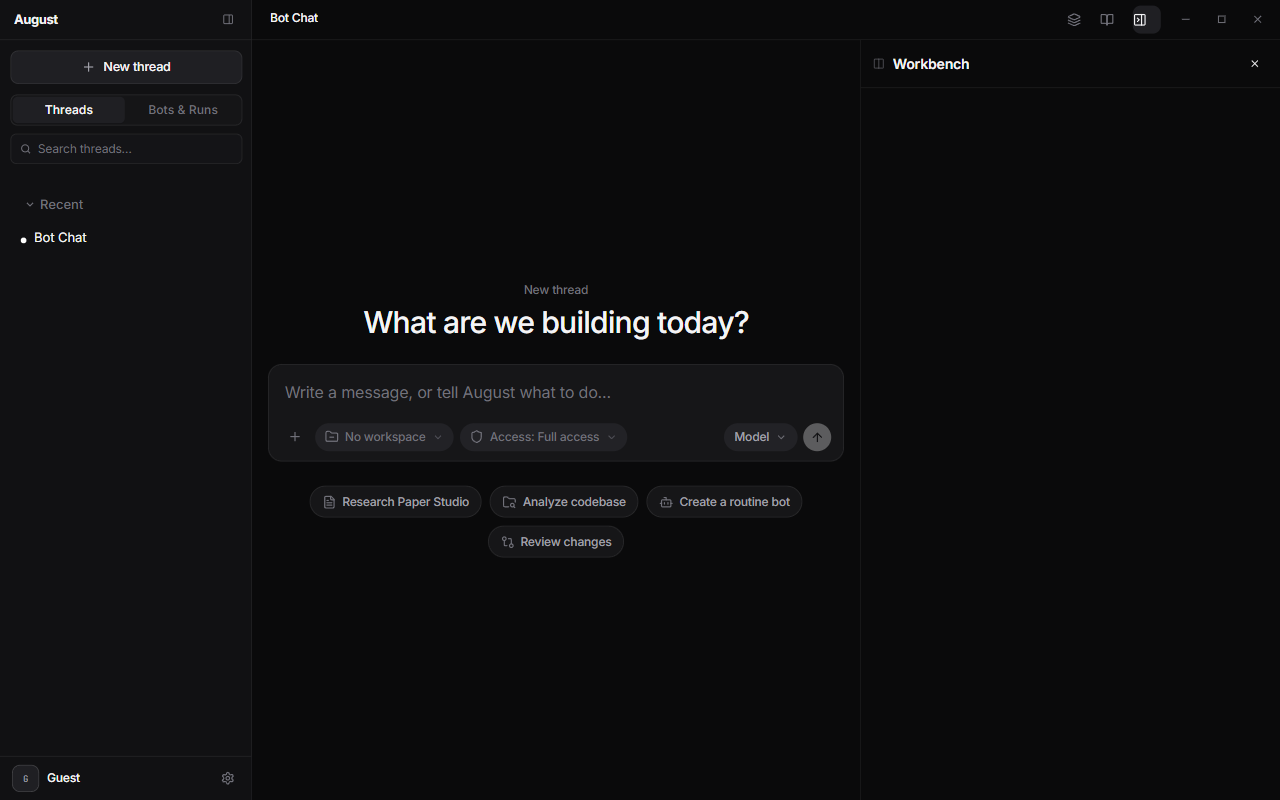 August
Bot Chat
New thread
Threads
Bots & Runs
Search threads...
Recent
Bot Chat
G
Guest
New thread
What are we building today?
Write a message, or tell August what to do...
No workspace
Access: Full access
Model
Research Paper Studio
Analyze codebase
Create a routine bot
Review changes
Workbench